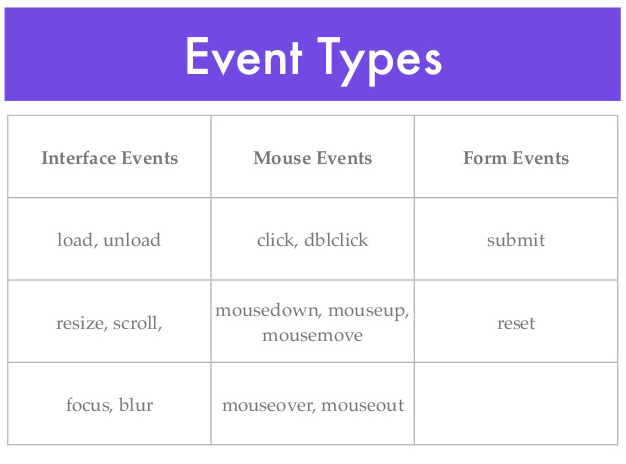 Event Types
Interface Events
Mouse Events
Form Events
load, unload
click, dblclick
submit
resize, scroll,
mousedown, mouseup,
mousemove
reset
focus, blur
mouseover, mouseout